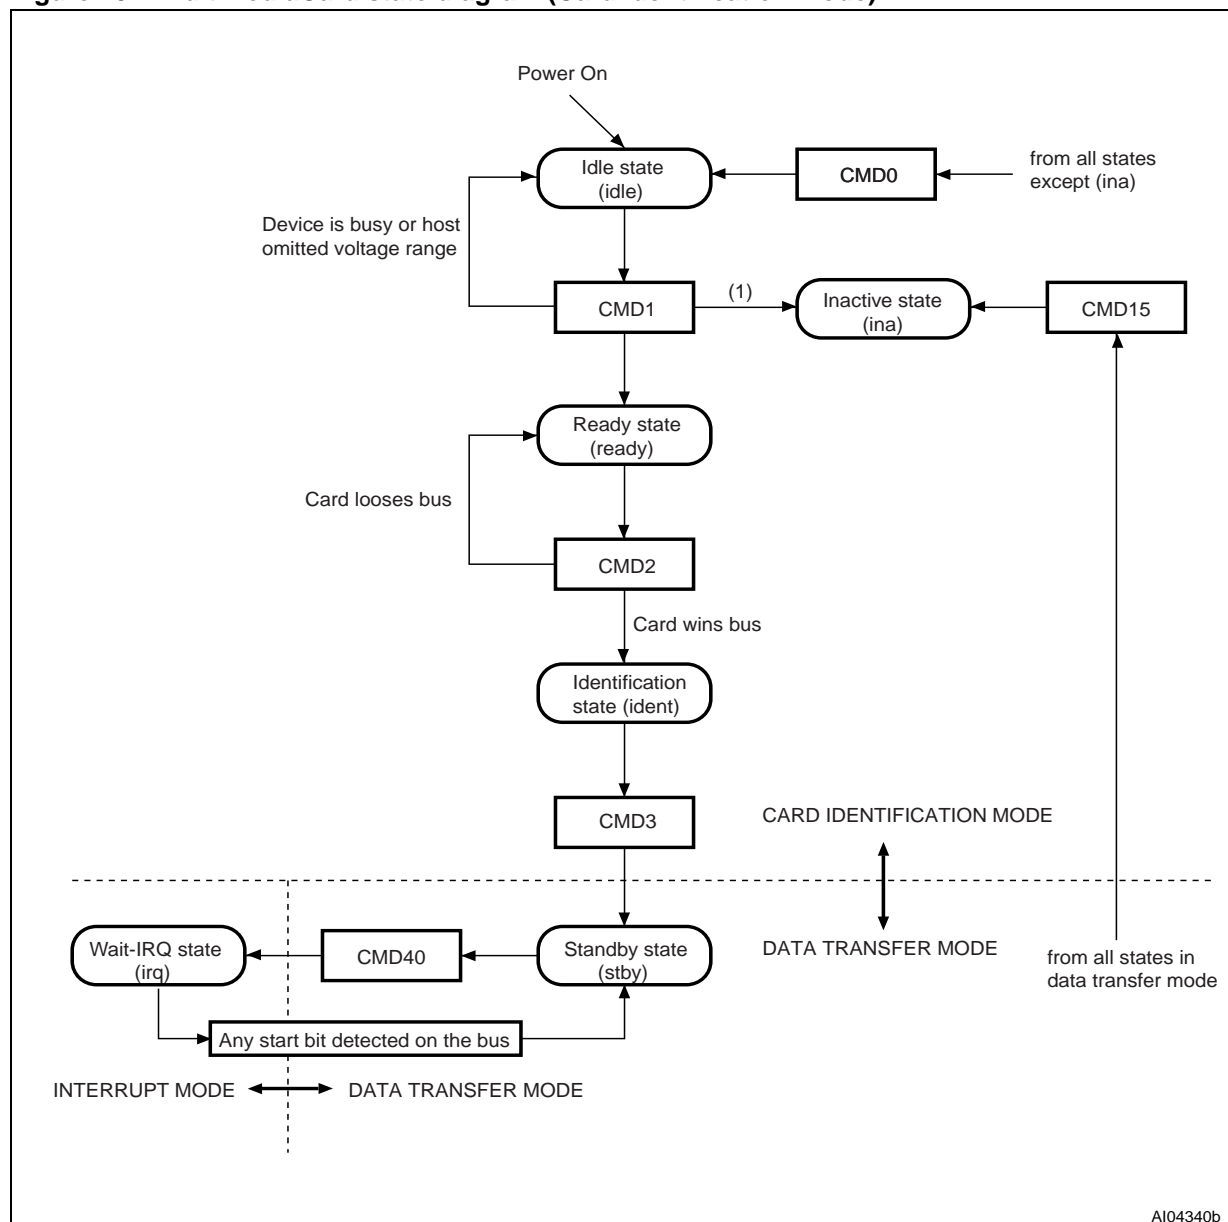 Power On
Idle state
(idle)
CMD0
from all states
except (ina)
Device is busy or host
omitted voltage range
CMD1
(1)
Inactive state
(ina)
CMD15
Ready state
(ready)
Card looses bus
CMD2
Card wins bus
Identification
state (ident)
CMD3
CARD IDENTIFICATION MODE
DATA TRANSFER MODE
Wait-IRQ state
(irq)
CMD40
Standby state
(stby)
from all states in
data transfer mode
Any start bit detected on the bus
INTERRUPT MODE
DATA TRANSFER MODE
AI04340b